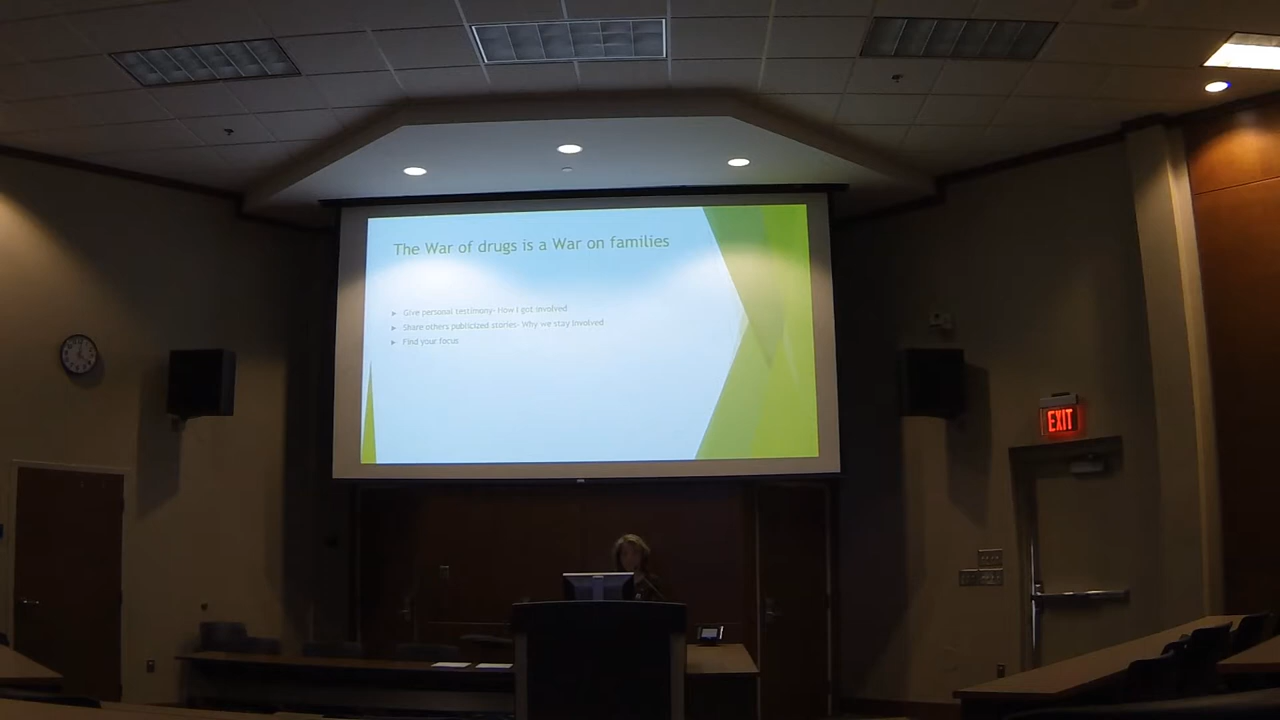 The War of drugs is a War on families
Give personal testimony- How I got involved
Share others publicized stories- Why we stay involved
Find your focus
EXIT